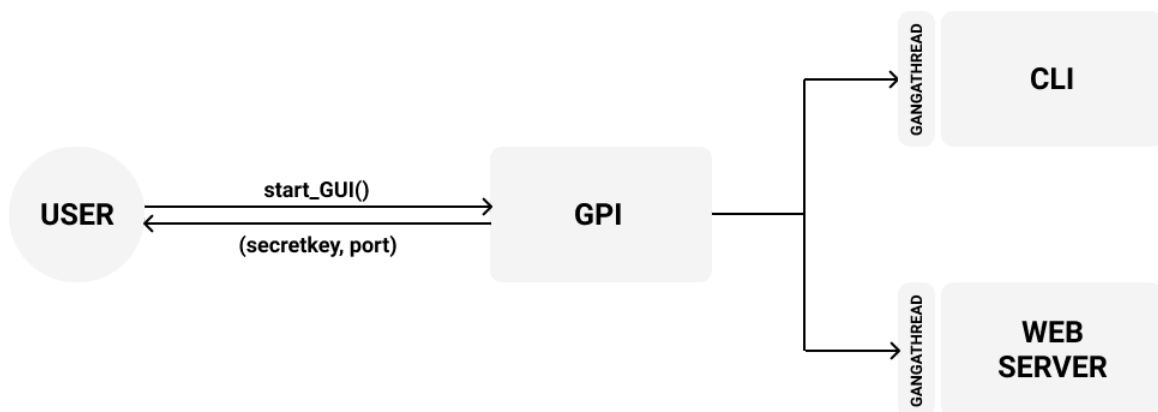 USER
start_GUI()
(secretkey, port)
GPI
GANGATHREAD
CLI
GANGATHREAD
WEB
SERVER